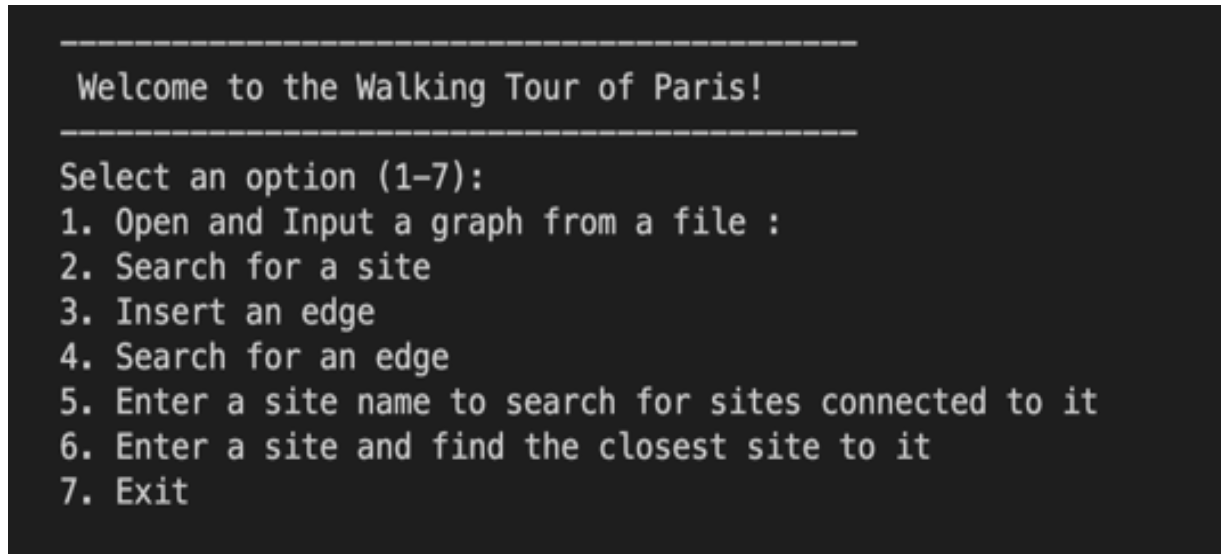 -------------------------------------------
Welcome to the Walking Tour of Paris!
-------------------------------------------
Select an option (1-7):
1. Open and Input a graph from a file :
2. Search for a site
3. Insert an edge
4. Search for an edge
5. Enter a site name to search for sites connected to it
6. Enter a site and find the closest site to it
7. Exit